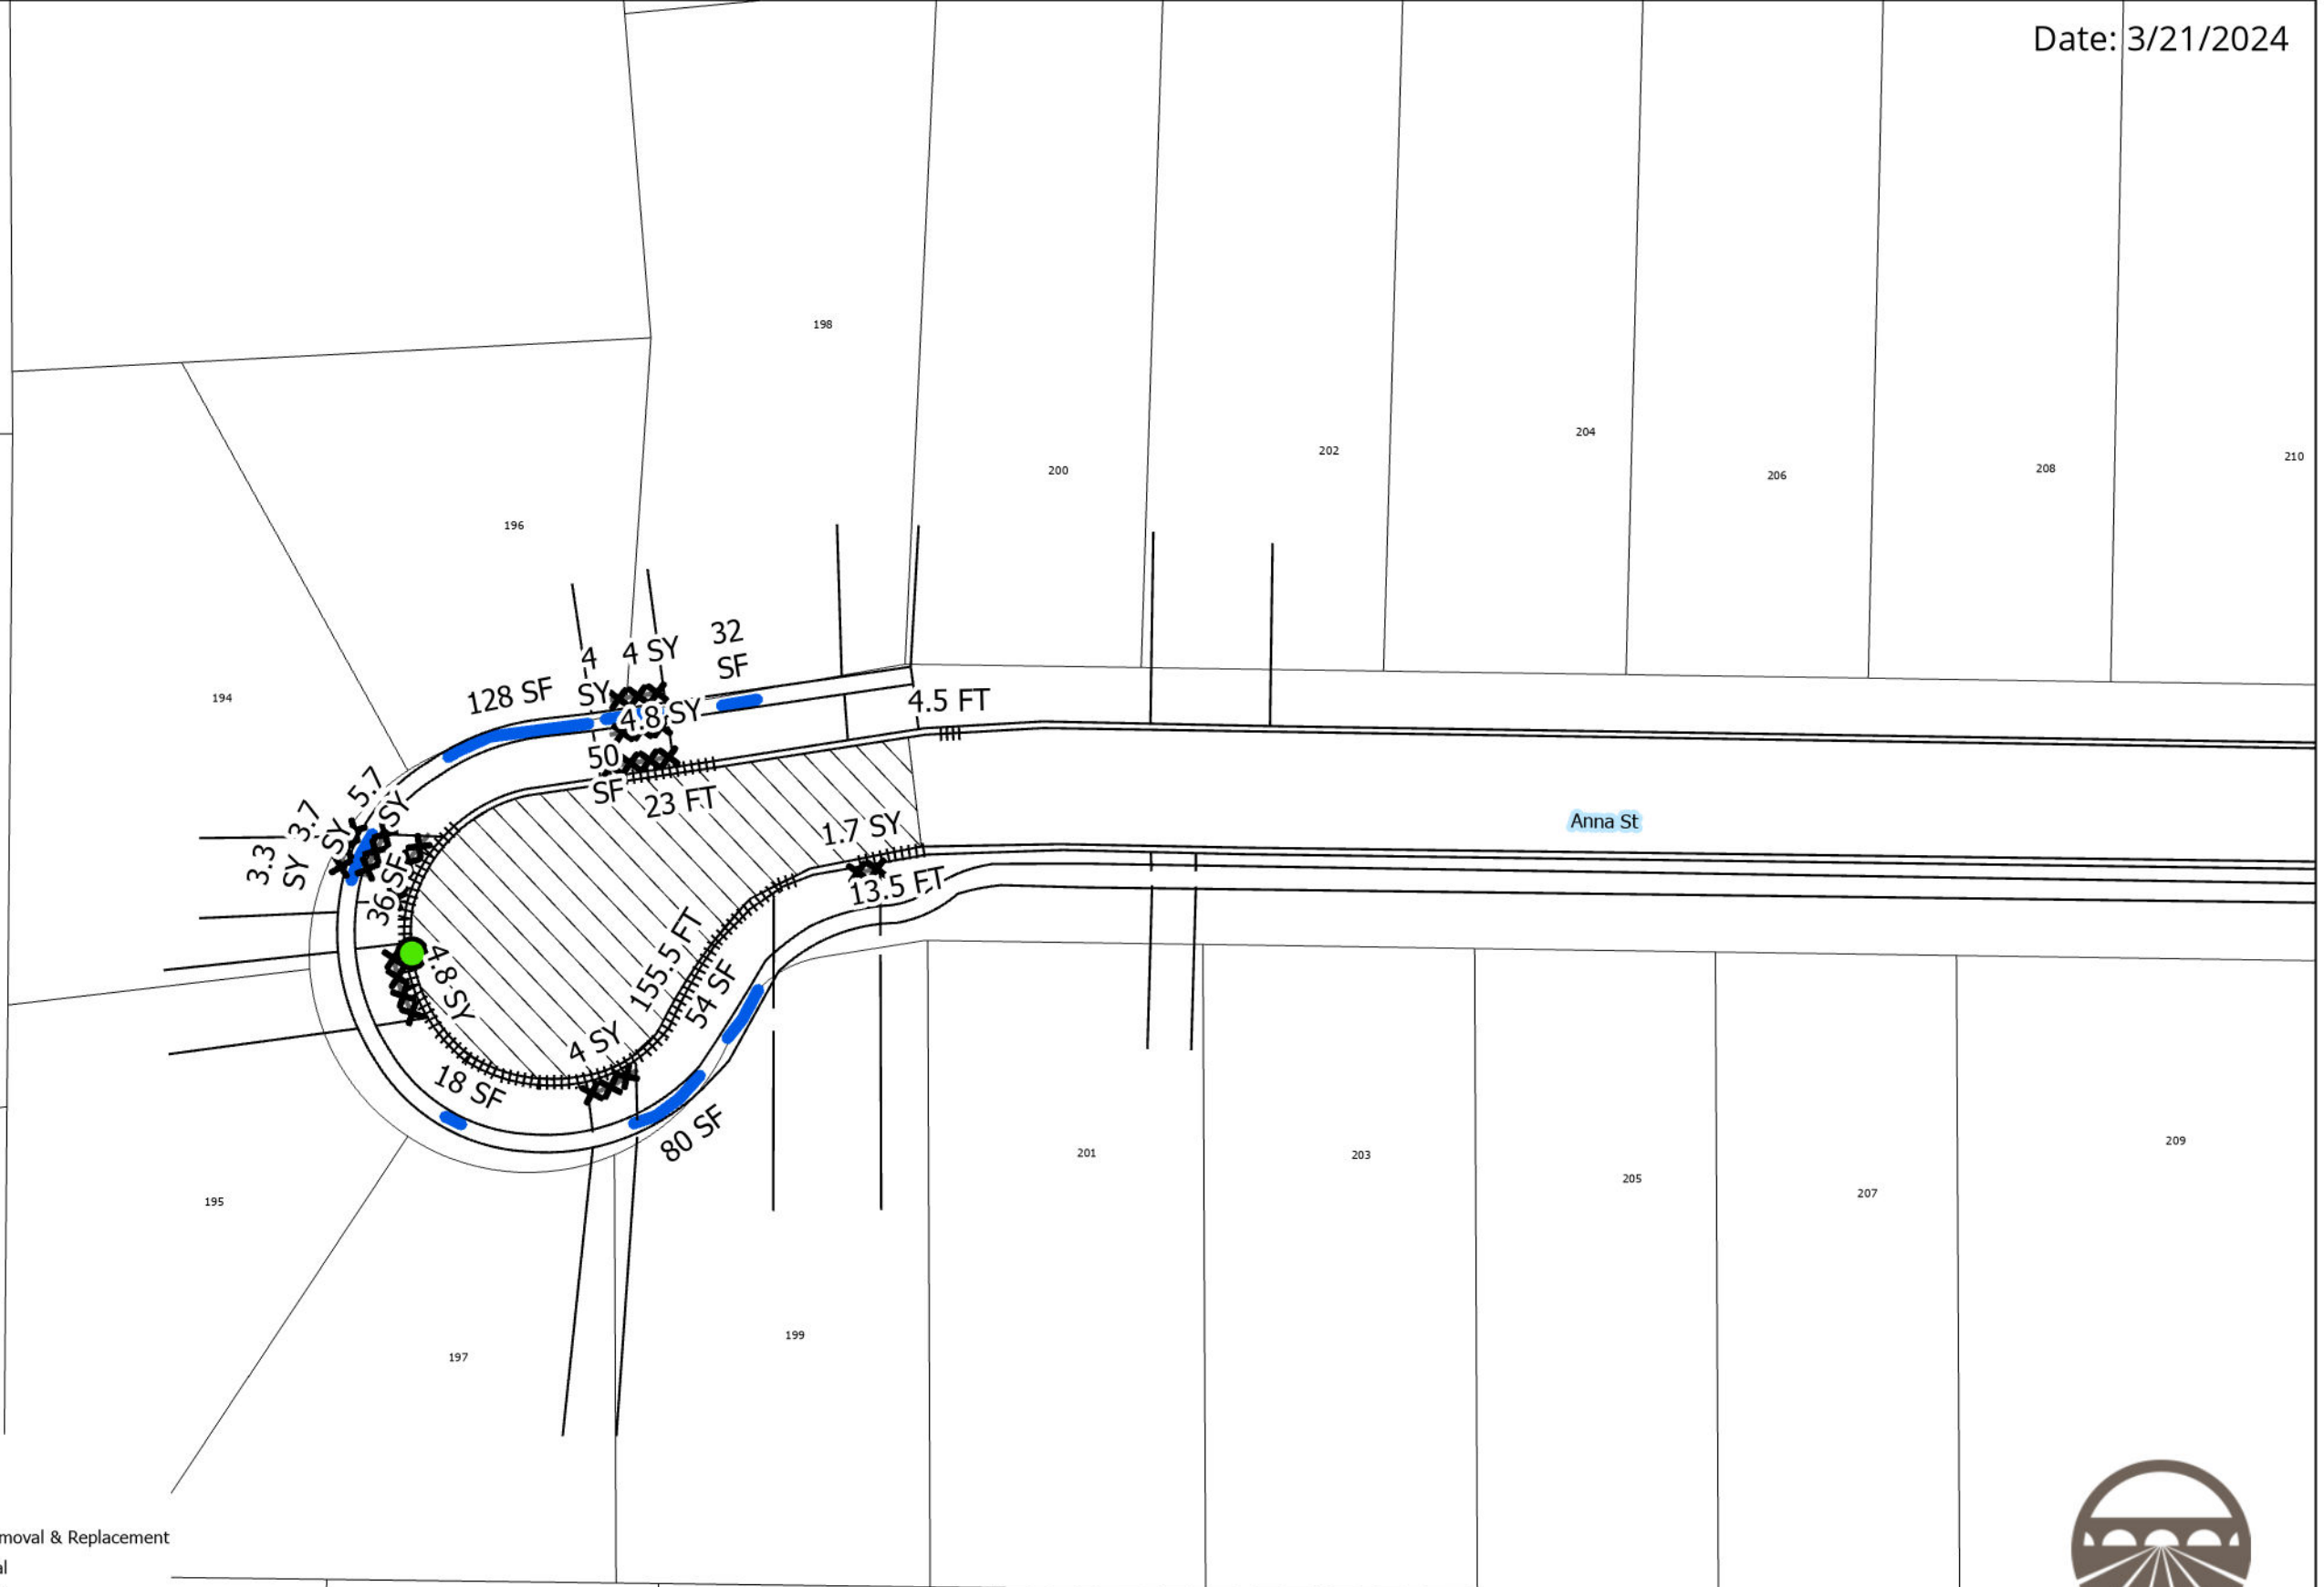 Date: 3/21/2024
198
204
202
210
208
200
206
196
32
SF
4
SY
4 SY
128 SF
194
4.8 SY
4.5 FT
50
SF
23 FT
5.7
SY
3.7
SY
3.3
SY
1.7 SY
Anna St
36 SF
13.5 FT
4.8 SY
155.5 FT
54 SF
4 SY
18 SF
80 SF
201
203
209
205
207
195
199
197
moval & Replacement
al